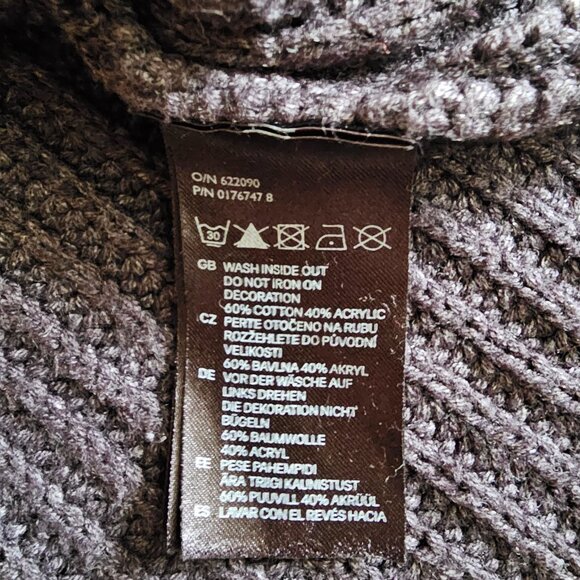 O/N 622090
P/N 0176747 8
30
GB WASH INSIDE OUT
DO NOT IRON ON
DECORATION
60% COTTON 40% ACRYLIC
CZ PERTE OTOČENO NA RUBU
ROZŽEHLETE DO PŮVODNÍ
VELIKOSTI
60% BAVLNA 40% AKRYL
DE VOR DER WÄSCHE AUF
LINKS DREHEN
DIE DEKORATION NICHT
BÜGELN
60% BAUMWOLLE
40% ACRYL
EE PESE PAHEMPIDI
ÄRA TRIIGI KAUNISTUST
60% PUUVILL 40% AKRÜÜL
ES LAVAR CON EL REVÉS HACIA